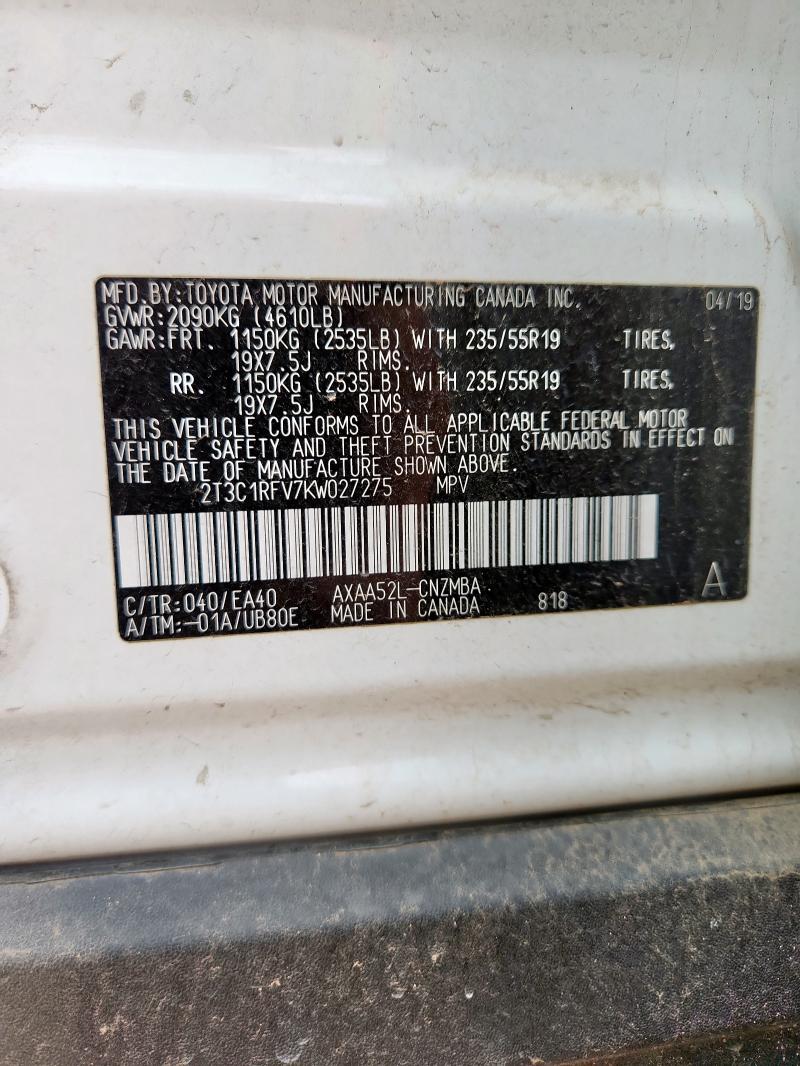 MFD.BY:TOYOTA MOTOR MANUFACTURING CANADA INC. 04/19
GVWR:2090KG (4610LB)
GAWR:FRT. 1150KG (2535LB) WITH 235/55R19 TIRES,
19X7.5J RIMS.
RR. 1150KG (2535LB) WITH 235/55R19 TIRES,
19X7.5J RIMS.
THIS VEHICLE CONFORMS TO ALL APPLICABLE FEDERAL MOTOR
VEHICLE SAFETY AND THEFT PREVENTION STANDARDS IN EFFECT ON
THE DATE OF MANUFACTURE SHOWN ABOVE.
2T3C1RFV7KW027275 MPV
C/TR:040/EA40 AXAA52L-CNZMBA
A/TM:-01A/UB80E MADE IN CANADA 818 A